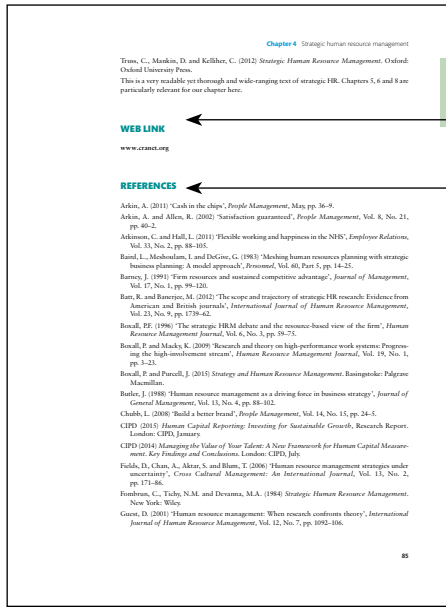 Chapter 4 Strategic human resource management
Truss, C., Mankin, D. and Kelliher, C. (2012) Strategic Human Resource Management. Oxford:
Oxford University Press.
This is a very readable yet thorough and wide-ranging text of strategic HR. Chapters 5, 6 and 8 are
particularly relevant for our chapter here.
WEB LINK
www.cranet.org
REFERENCES
Arkin, A. (2011) ‘Cash in the chips’, People Management, May, pp. 36–9.
Arkin, A. and Allen, R. (2002) ‘Satisfaction guaranteed’, People Management, Vol. 8, No. 21,
pp. 40–2.
Atkinson, C. and Hall, L. (2011) ‘Flexible working and happiness in the NHS’, Employee Relations,
Vol. 33, No. 2, pp. 88–105.
Baird, L., Meshoulam, I. and DeGive, G. (1983) ‘Meshing human resources planning with strategic
business planning: A model approach’, Personnel, Vol. 60, Part 5, pp. 14–25.
Barney, J. (1991) ‘Firm resources and sustained competitive advantage’, Journal of Management,
Vol. 17, No. 1, pp. 99–120.
Batt, R. and Banerjee, M. (2012) ‘The scope and trajectory of strategic HR research: Evidence from
American and British journals’, International Journal of Human Resource Management,
Vol. 23, No. 9, pp. 1739–62.
Boxall, P.F. (1996) ‘The strategic HRM debate and the resource-based view of the firm’, Human
Resource Management Journal, Vol. 6, No. 3, pp. 59–75.
Boxall, P. and Macky, K. (2009) ‘Research and theory on high-performance work systems: Progress-
ing the high-involvement stream’, Human Resource Management Journal, Vol. 19, No. 1,
pp. 3–23.
Boxall, P. and Purcell, J. (2015) Strategy and Human Resource Management. Basingstoke: Palgrave
Macmillan.
Butler, J. (1988) ‘Human resource management as a driving force in business strategy’, Journal of
General Management, Vol. 13, No. 4, pp. 88–102.
Chubb, L. (2008) ‘Build a better brand’, People Management, Vol. 14, No. 15, pp. 24–5.
CIPD (2015) Human Capital Reporting: Investing for Sustainable Growth, Research Report.
London: CIPD, January.
CIPD (2014) Managing the Value of Your Talent: A New Framework for Human Capital Measure-
ment. Key Findings and Conclusions. London: CIPD, July.
Fields, D., Chan, A., Aktar, S. and Blum, T. (2006) ‘Human resource management strategies under
uncertainty’, Cross Cultural Management: An International Journal, Vol. 13, No. 2,
pp. 171–86.
Fombrun, C., Tichy, N.M. and Devanna, M.A. (1984) Strategic Human Resource Management.
New York: Wiley.
Guest, D. (2001) ‘Human resource management: When research confronts theory’, International
Journal of Human Resource Management, Vol. 12, No. 7, pp. 1092–106.
85